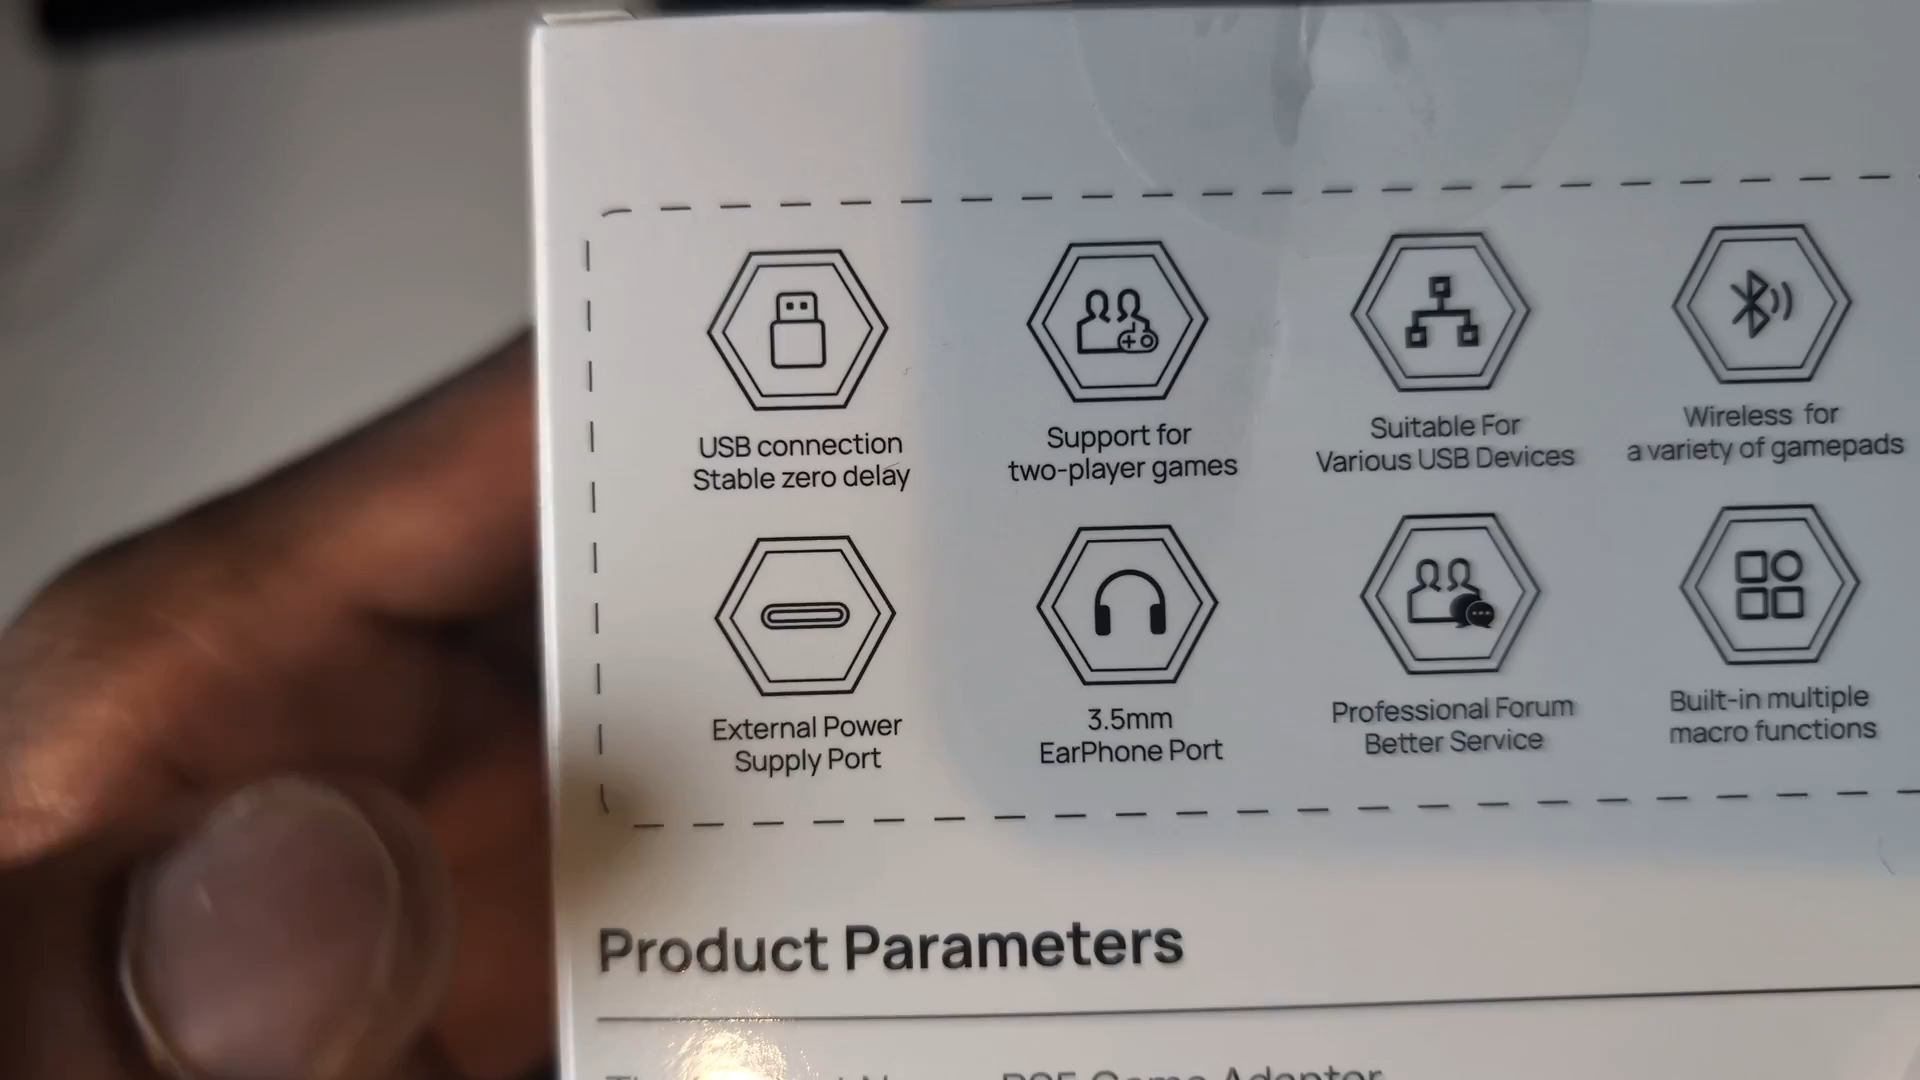 USB connection
Stable zero delay
Support for
two-player games
Suitable For
Various USB Devices
Wireless for
a variety of gamepads
External Power
Supply Port
3.5mm
EarPhone Port
Professional Forum
Better Service
Built-in multiple
macro functions
Product Parameters
Game Adapter